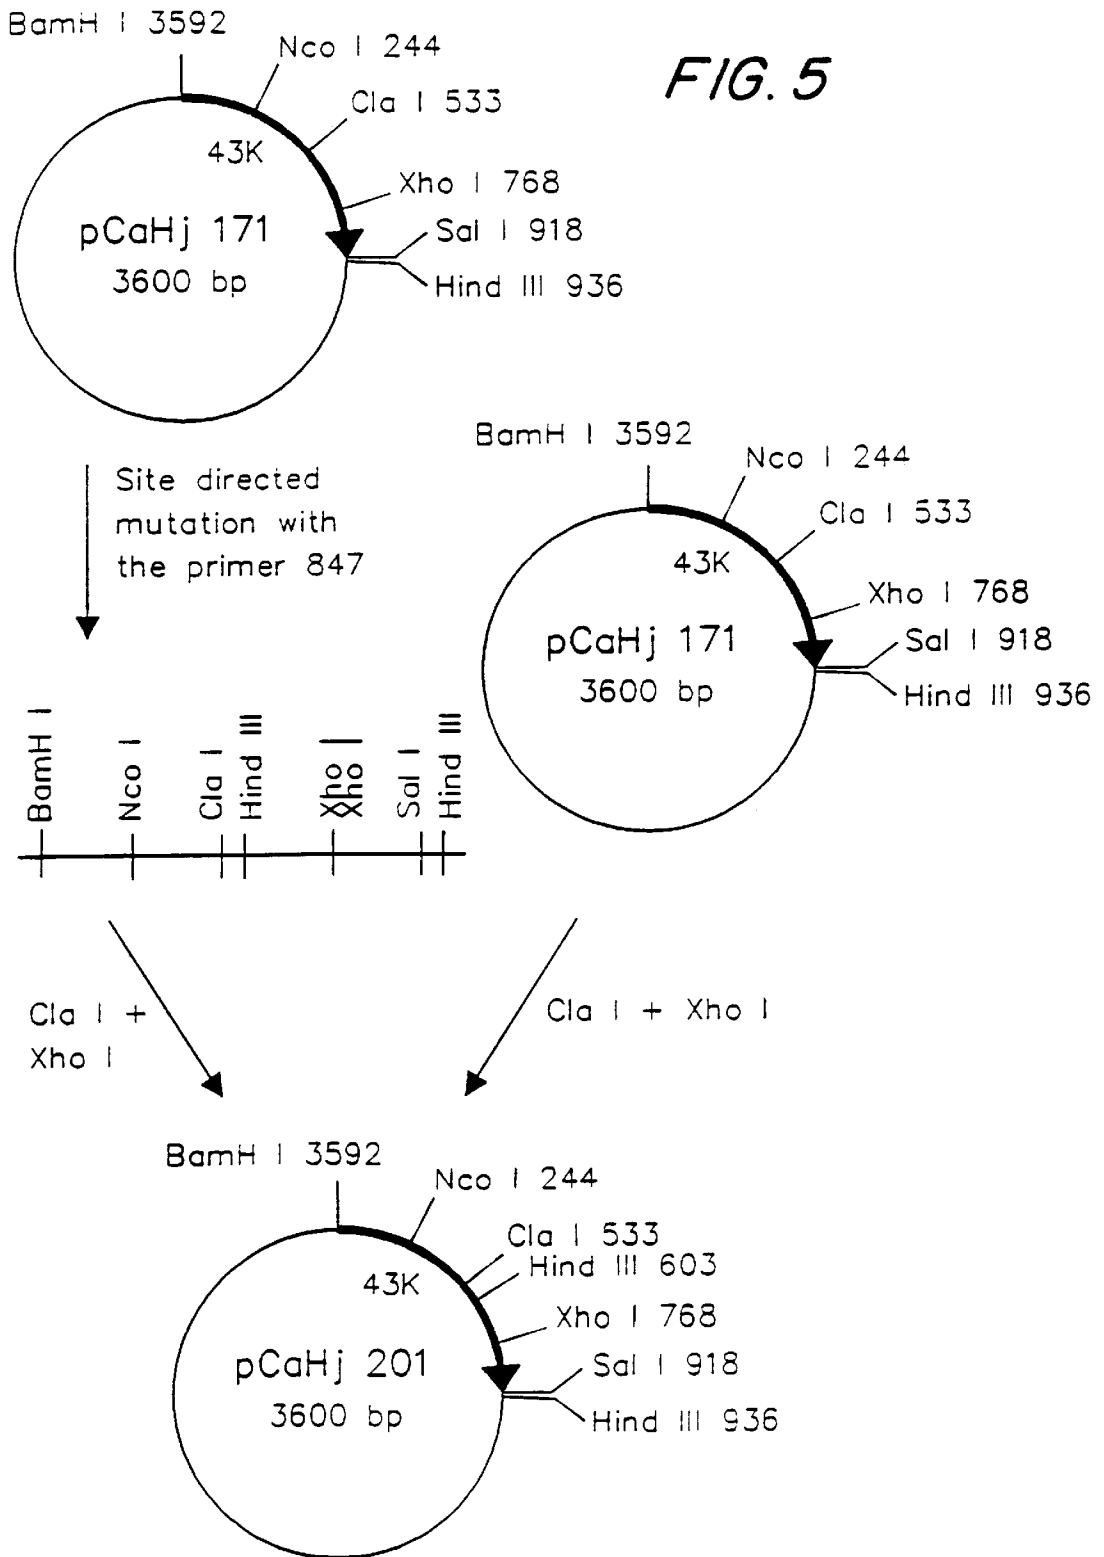 FIG. 5
BamH I 3592
Nco I 244
Cla I 533
43K
Xho I 768
pCaHj 171
3600 bp
Sal I 918
Hind III 936
Site directed
mutation with
the primer 847
BamH I 3592
Nco I 244
Cla I 533
43K
Xho I 768
pCaHj 171
3600 bp
Sal I 918
Hind III 936
BamH I
Nco I
Cla I
Hind III
Xho I
Xho I
Sal I
Hind III
Cla I +
Xho I
Cla I + Xho I
BamH I 3592
Nco I 244
Cla I 533
Hind III 603
43K
Xho I 768
pCaHj 201
3600 bp
Sal I 918
Hind III 936